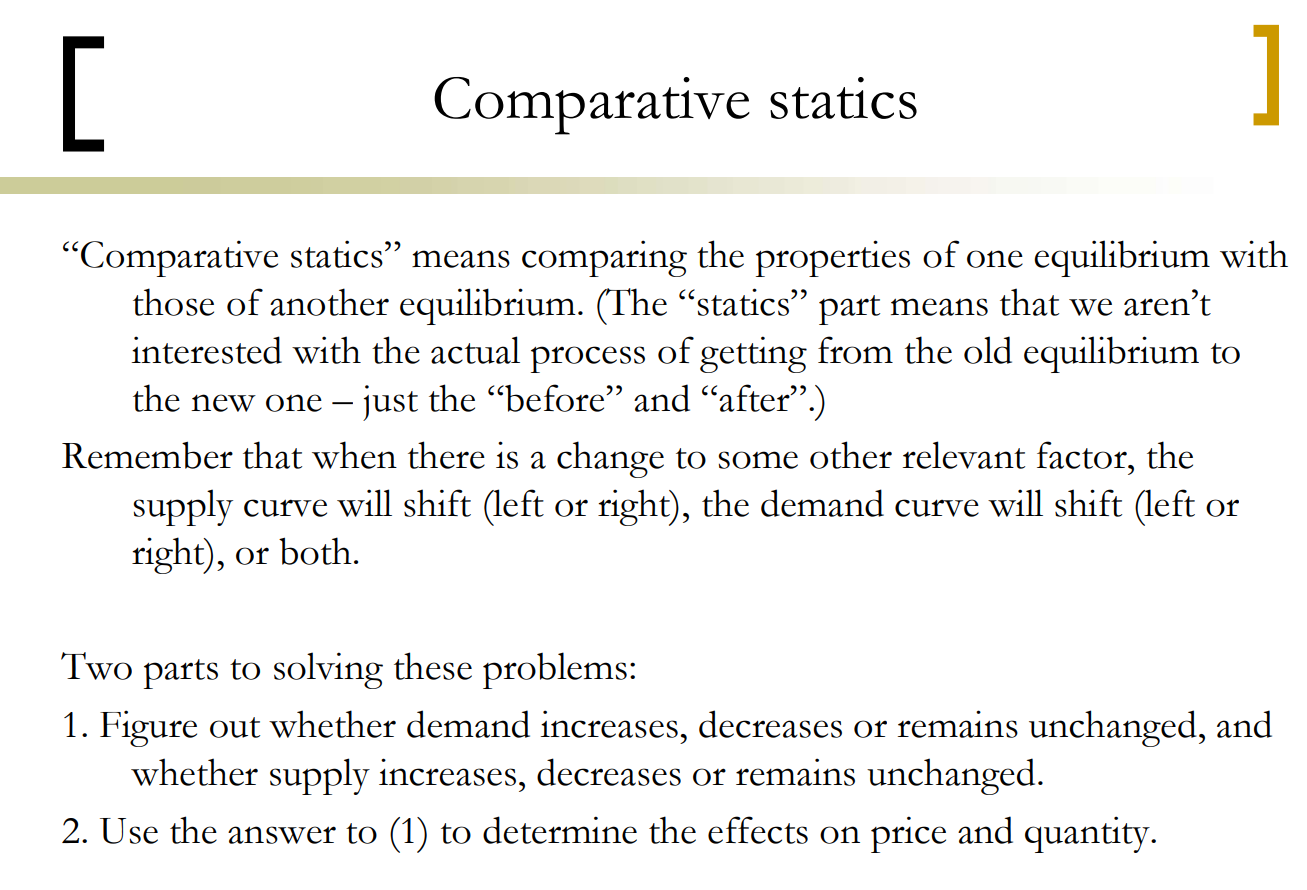 Comparative statics
“Comparative statics” means comparing the properties of one equilibrium with
those of another equilibrium. (The “statics” part means that we aren’t
interested with the actual process of getting from the old equilibrium to
the new one – just the “before” and “after”.)
Remember that when there is a change to some other relevant factor, the
supply curve will shift (left or right), the demand curve will shift (left or
right), or both.
Two parts to solving these problems:
1. Figure out whether demand increases, decreases or remains unchanged, and
whether supply increases, decreases or remains unchanged.
2. Use the answer to (1) to determine the effects on price and quantity.